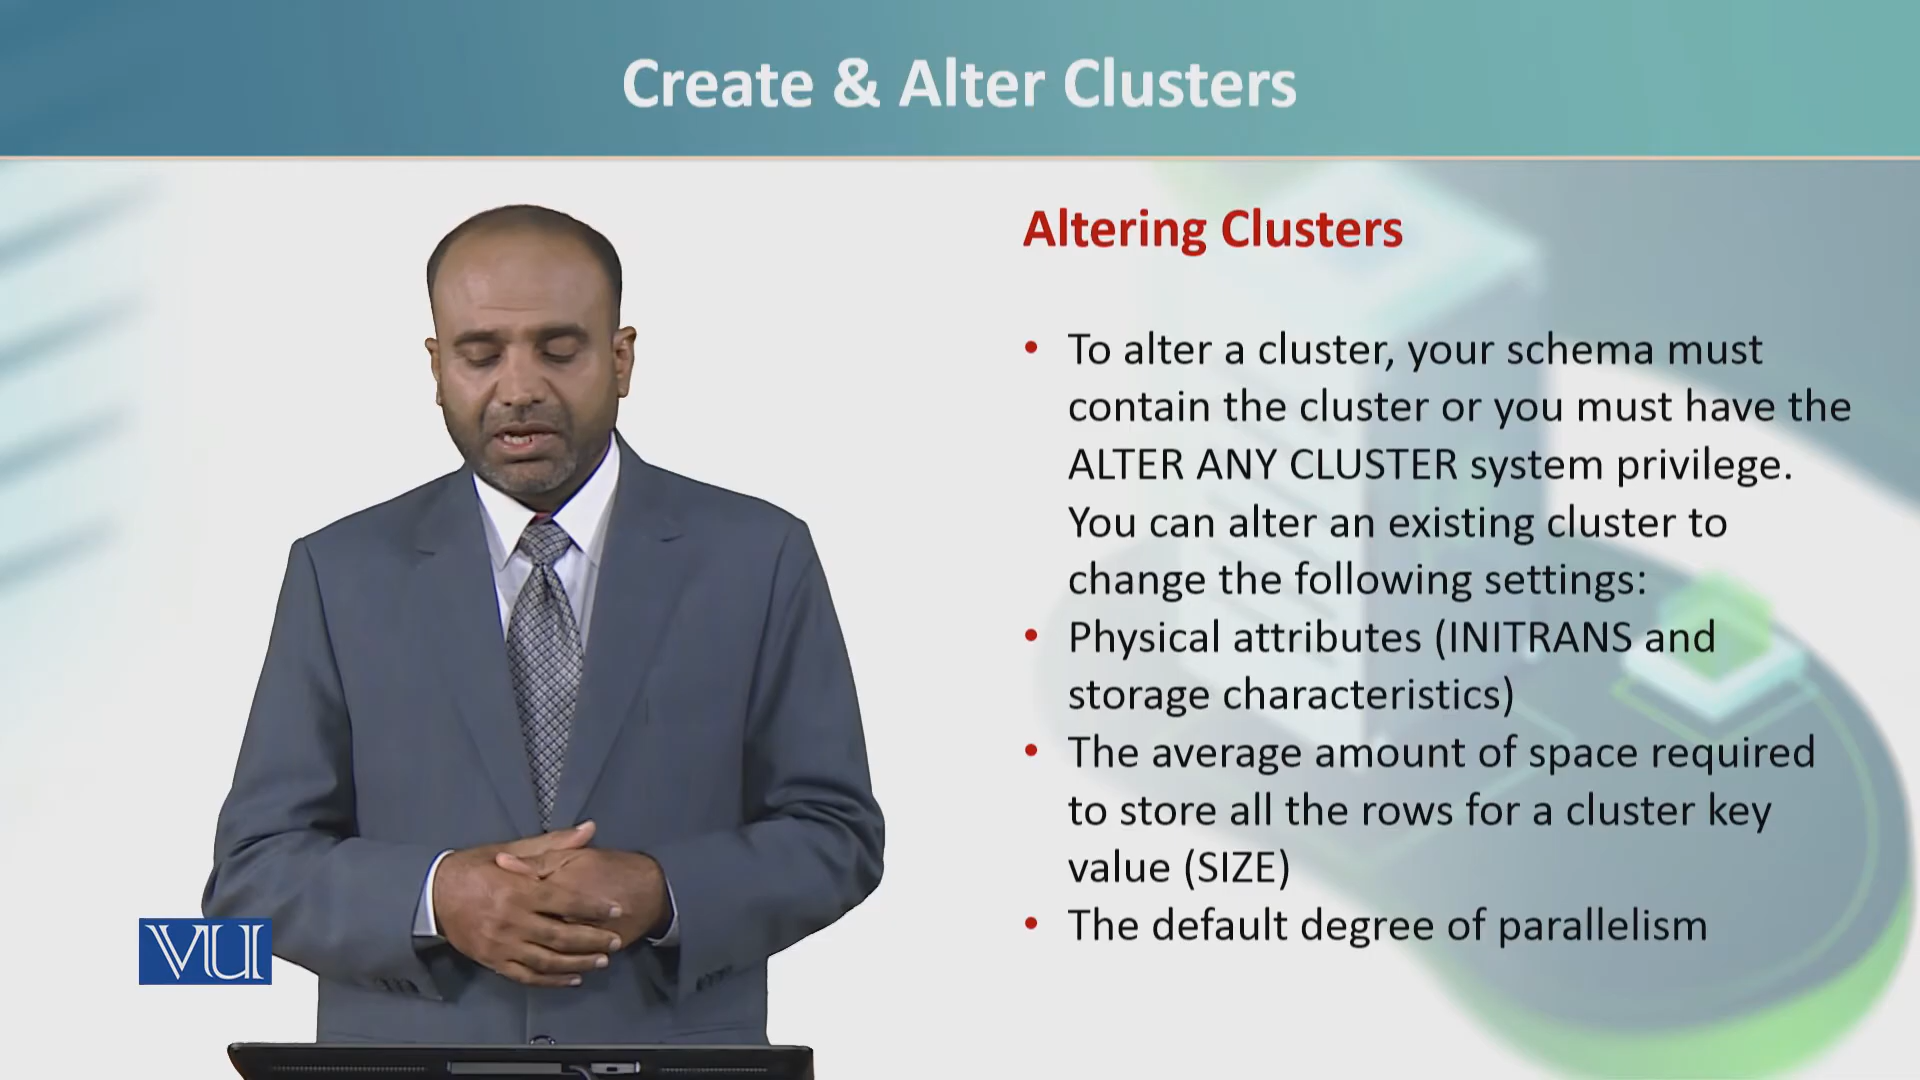 Create & Alter Clusters
Altering Clusters
• To alter a cluster, your schema must
contain the cluster or you must have the
ALTER ANY CLUSTER system privilege.
You can alter an existing cluster to
change the following settings:
• Physical attributes (INITRANS and
storage characteristics)
• The average amount of space required
to store all the rows for a cluster key
value (SIZE)
• The default degree of parallelism
VU